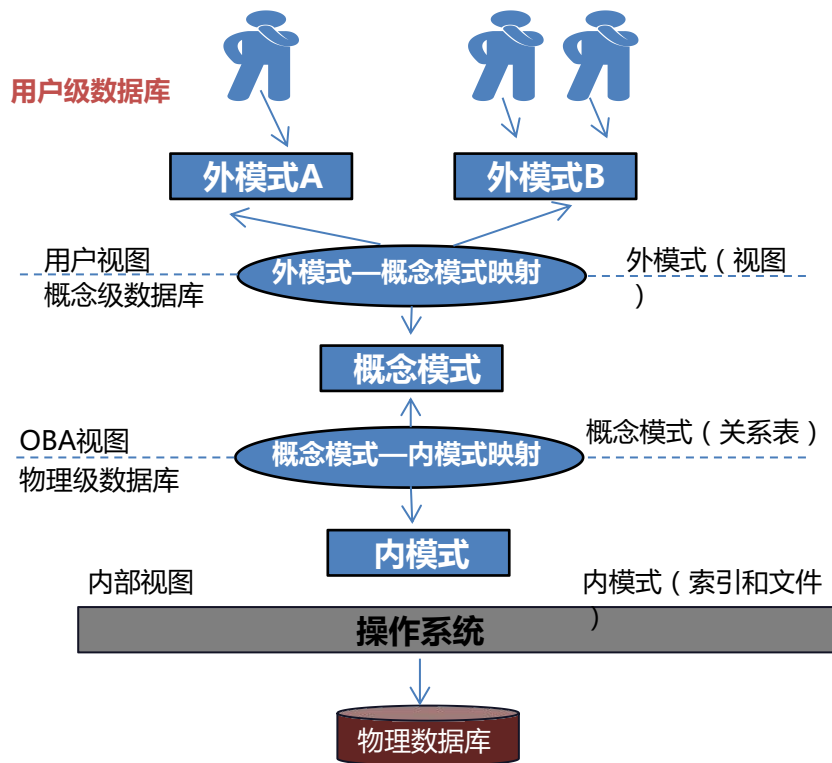 用户级数据库
外模式A
外模式B
用户视图
外模式—概念模式映射
外模式（视图
）
概念级数据库
概念模式
OBA视图
概念模式—内模式映射
概念模式（关系表）
物理级数据库
内模式
内部视图
内模式（索引和文件
）
操作系统
物理数据库